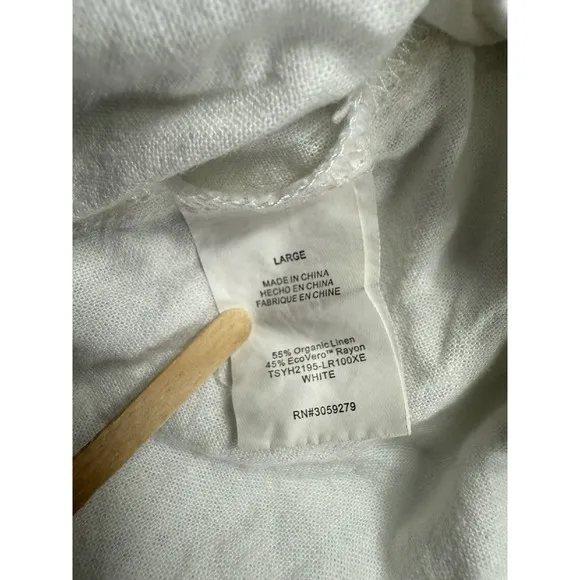 LARGE
MADE IN CHINA
HECHO EN CHINA
FABRIQUE EN CHINE
55% Organic Linen
45% EcoVero™ Rayon
TSYH2195-LR100XE
WHITE
RN#3059279